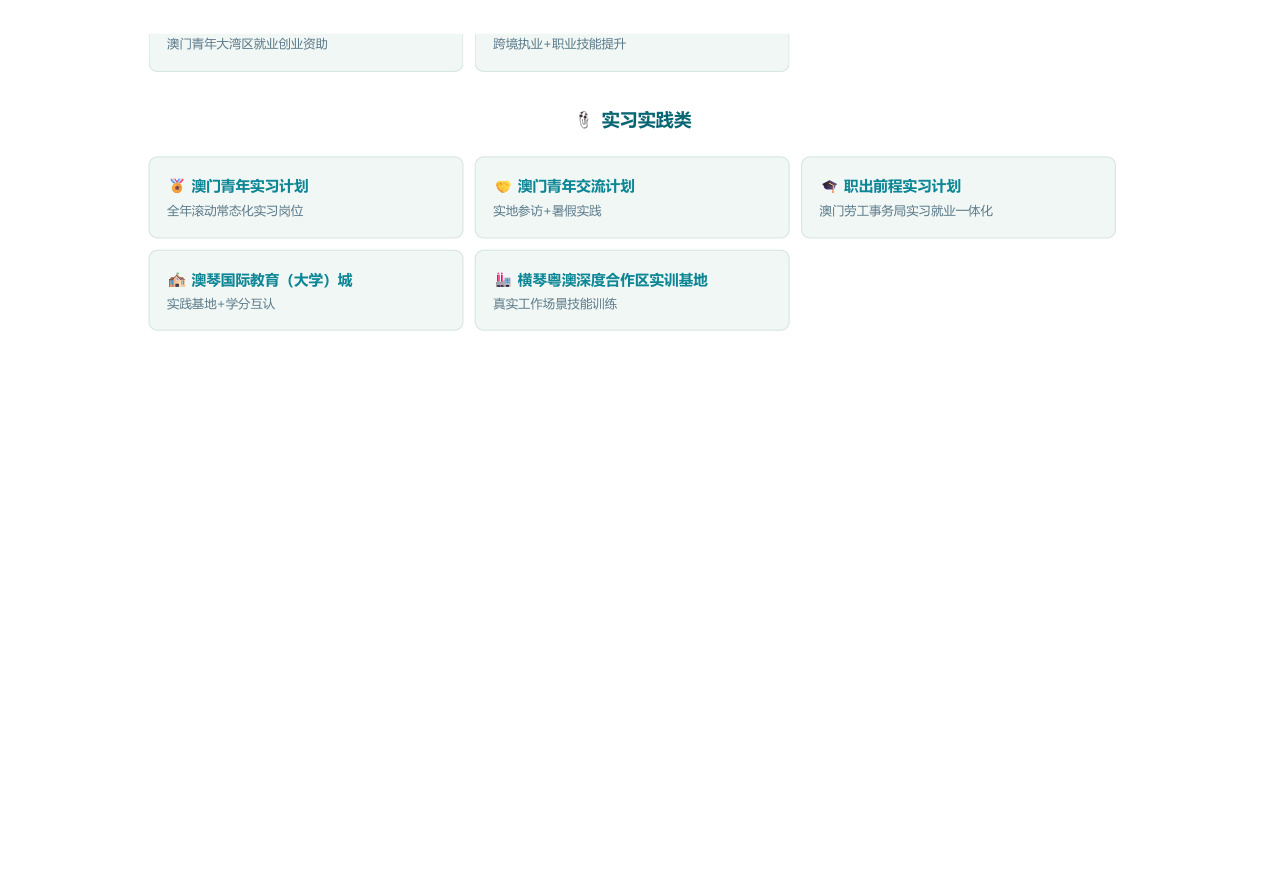 澳门青年大湾区就业创业资助
跨境执业+职业技能提升
实习实践类
澳门青年实习计划
全年滚动常态化实习岗位
澳门青年交流计划
实地参访+暑假实践
职出前程实习计划
澳门劳工事务局实习就业一体化
澳琴国际教育（大学）城
实践基地+学分互认
横琴粤澳深度合作区实训基地
真实工作场景技能训练